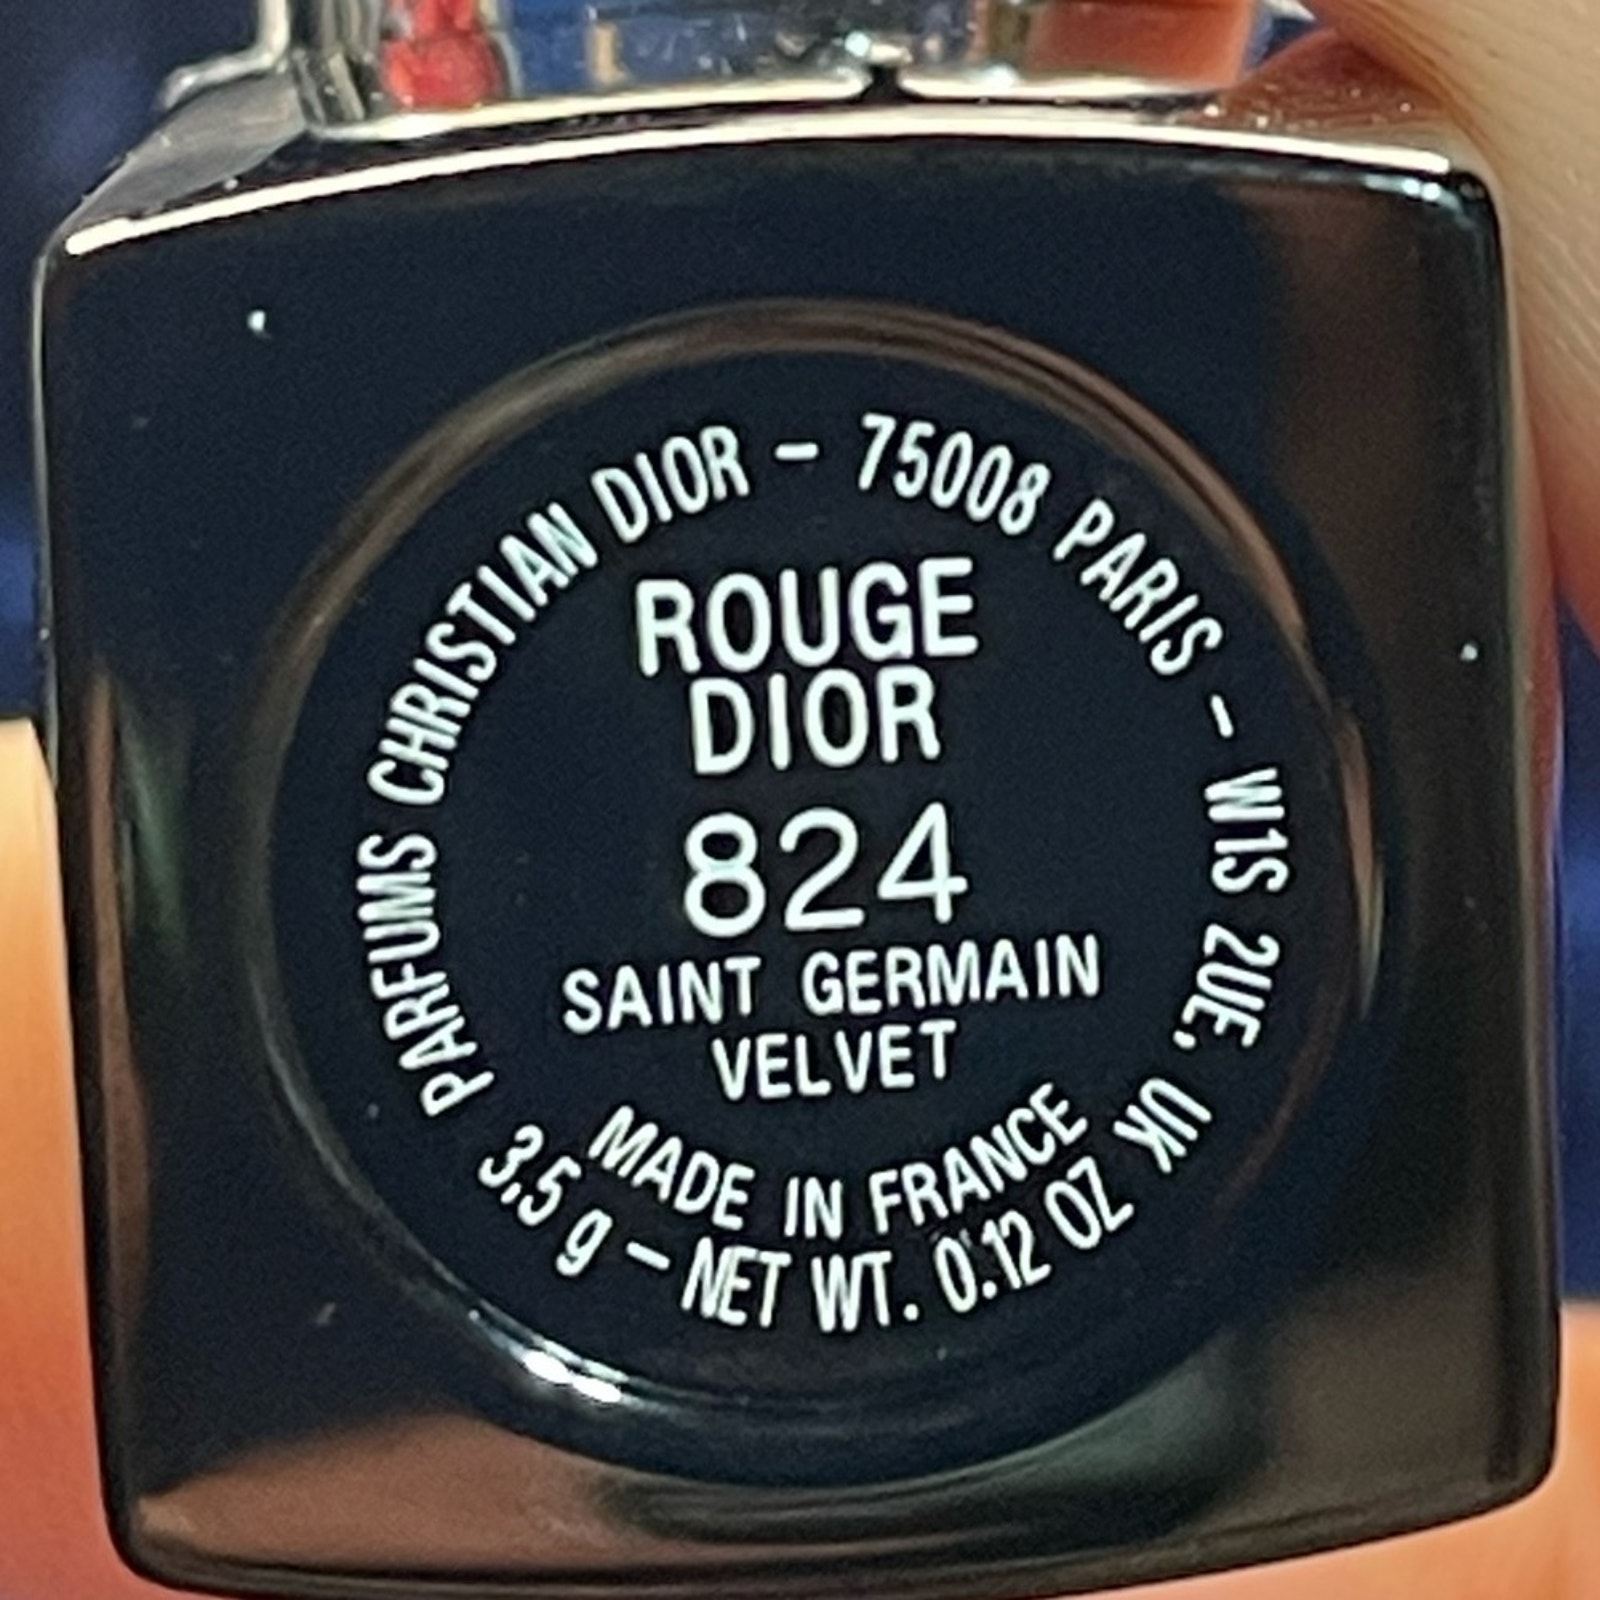 PARFUMS CHRISTIAN DIOR – 75008 PARIS – W1S 2UE, UK
ROUGE
DIOR
824
SAINT GERMAIN
VELVET
MADE IN FRANCE
3,5 g – NET WT. 0.12 OZ